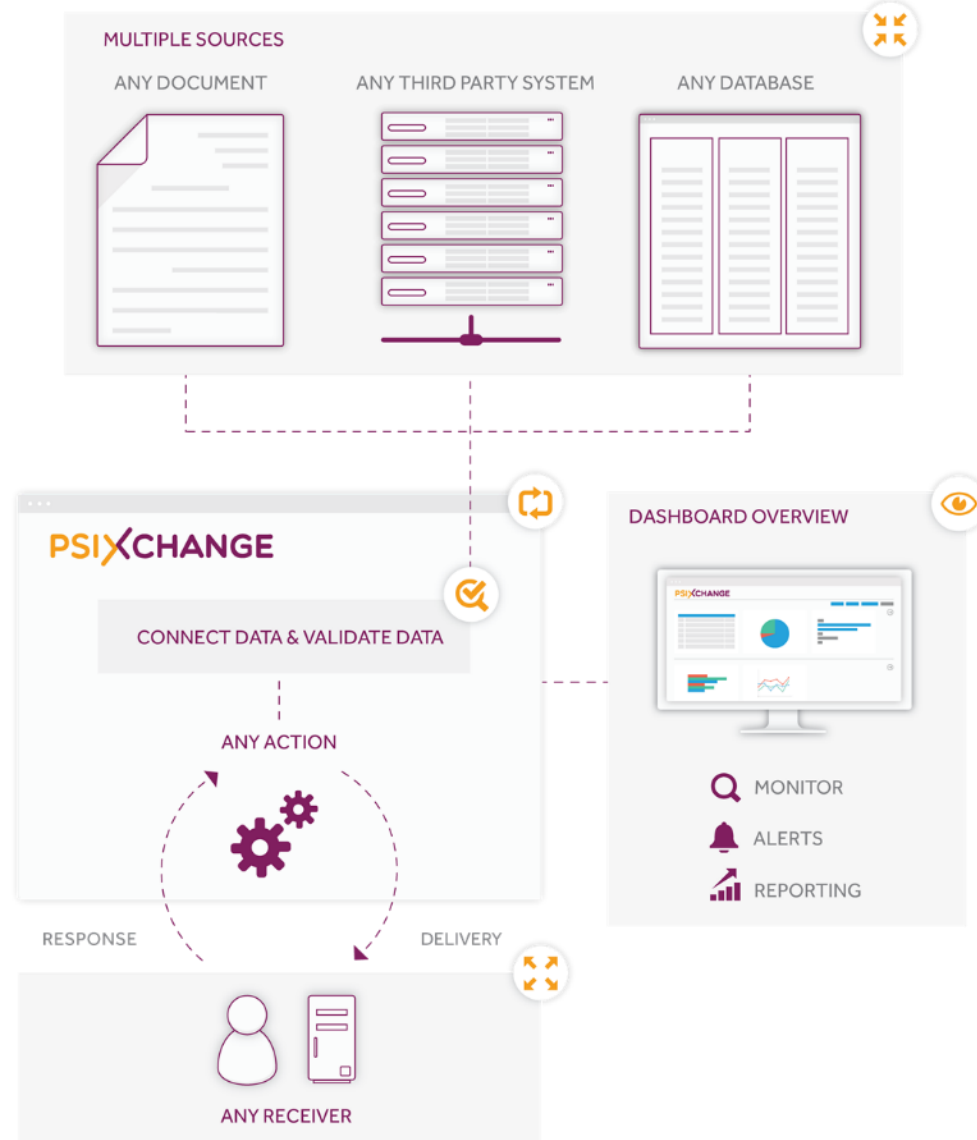 MULTIPLE SOURCES
ANY DOCUMENT
ANY THIRD PARTY SYSTEM
ANY DATABASE
PSIXCHANGE
CONNECT DATA & VALIDATE DATA
ANY ACTION
RESPONSE
DELIVERY
ANY RECEIVER
DASHBOARD OVERVIEW
PSIXCHANGE
MONITOR
ALERTS
REPORTING